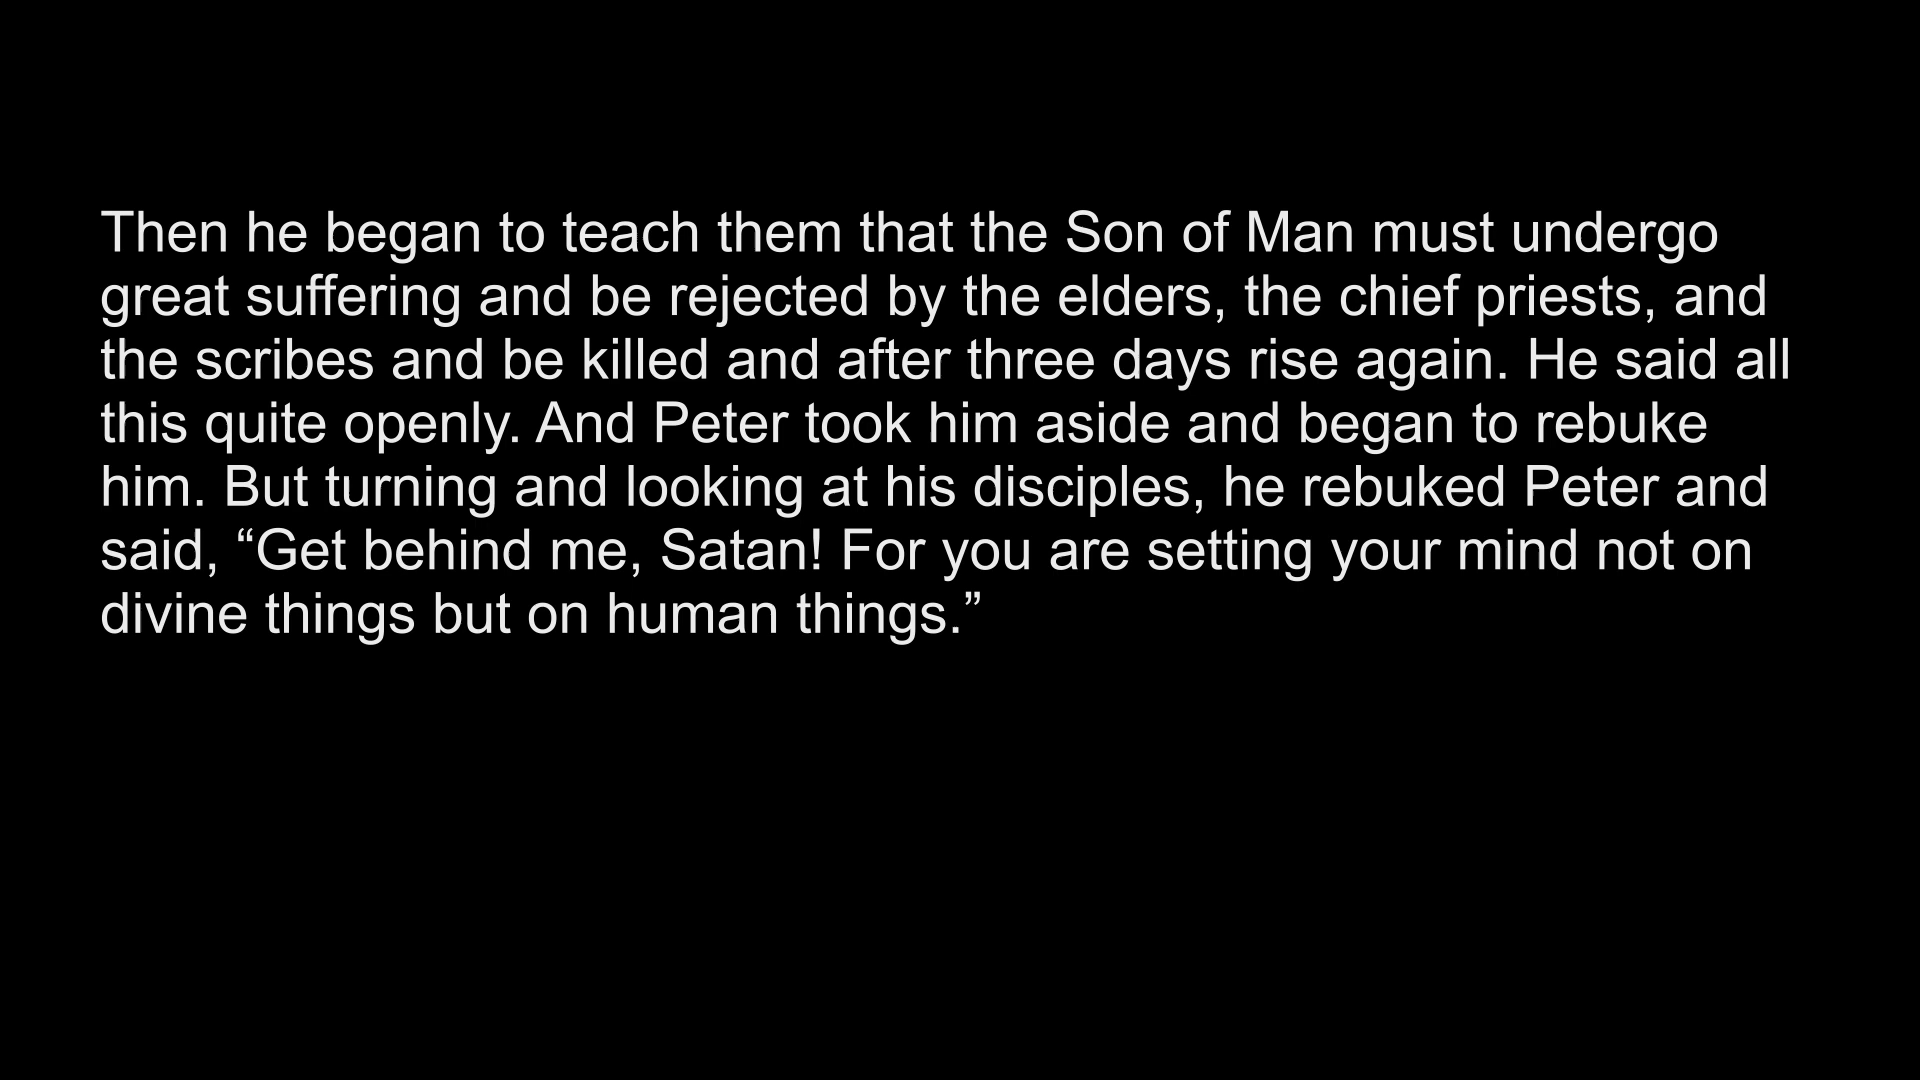 Then he began to teach them that the Son of Man must undergo
great suffering and be rejected by the elders, the chief priests, and
the scribes and be killed and after three days rise again. He said all
this quite openly. And Peter took him aside and began to rebuke
him. But turning and looking at his disciples, he rebuked Peter and
said, “Get behind me, Satan! For you are setting your mind not on
divine things but on human things.”